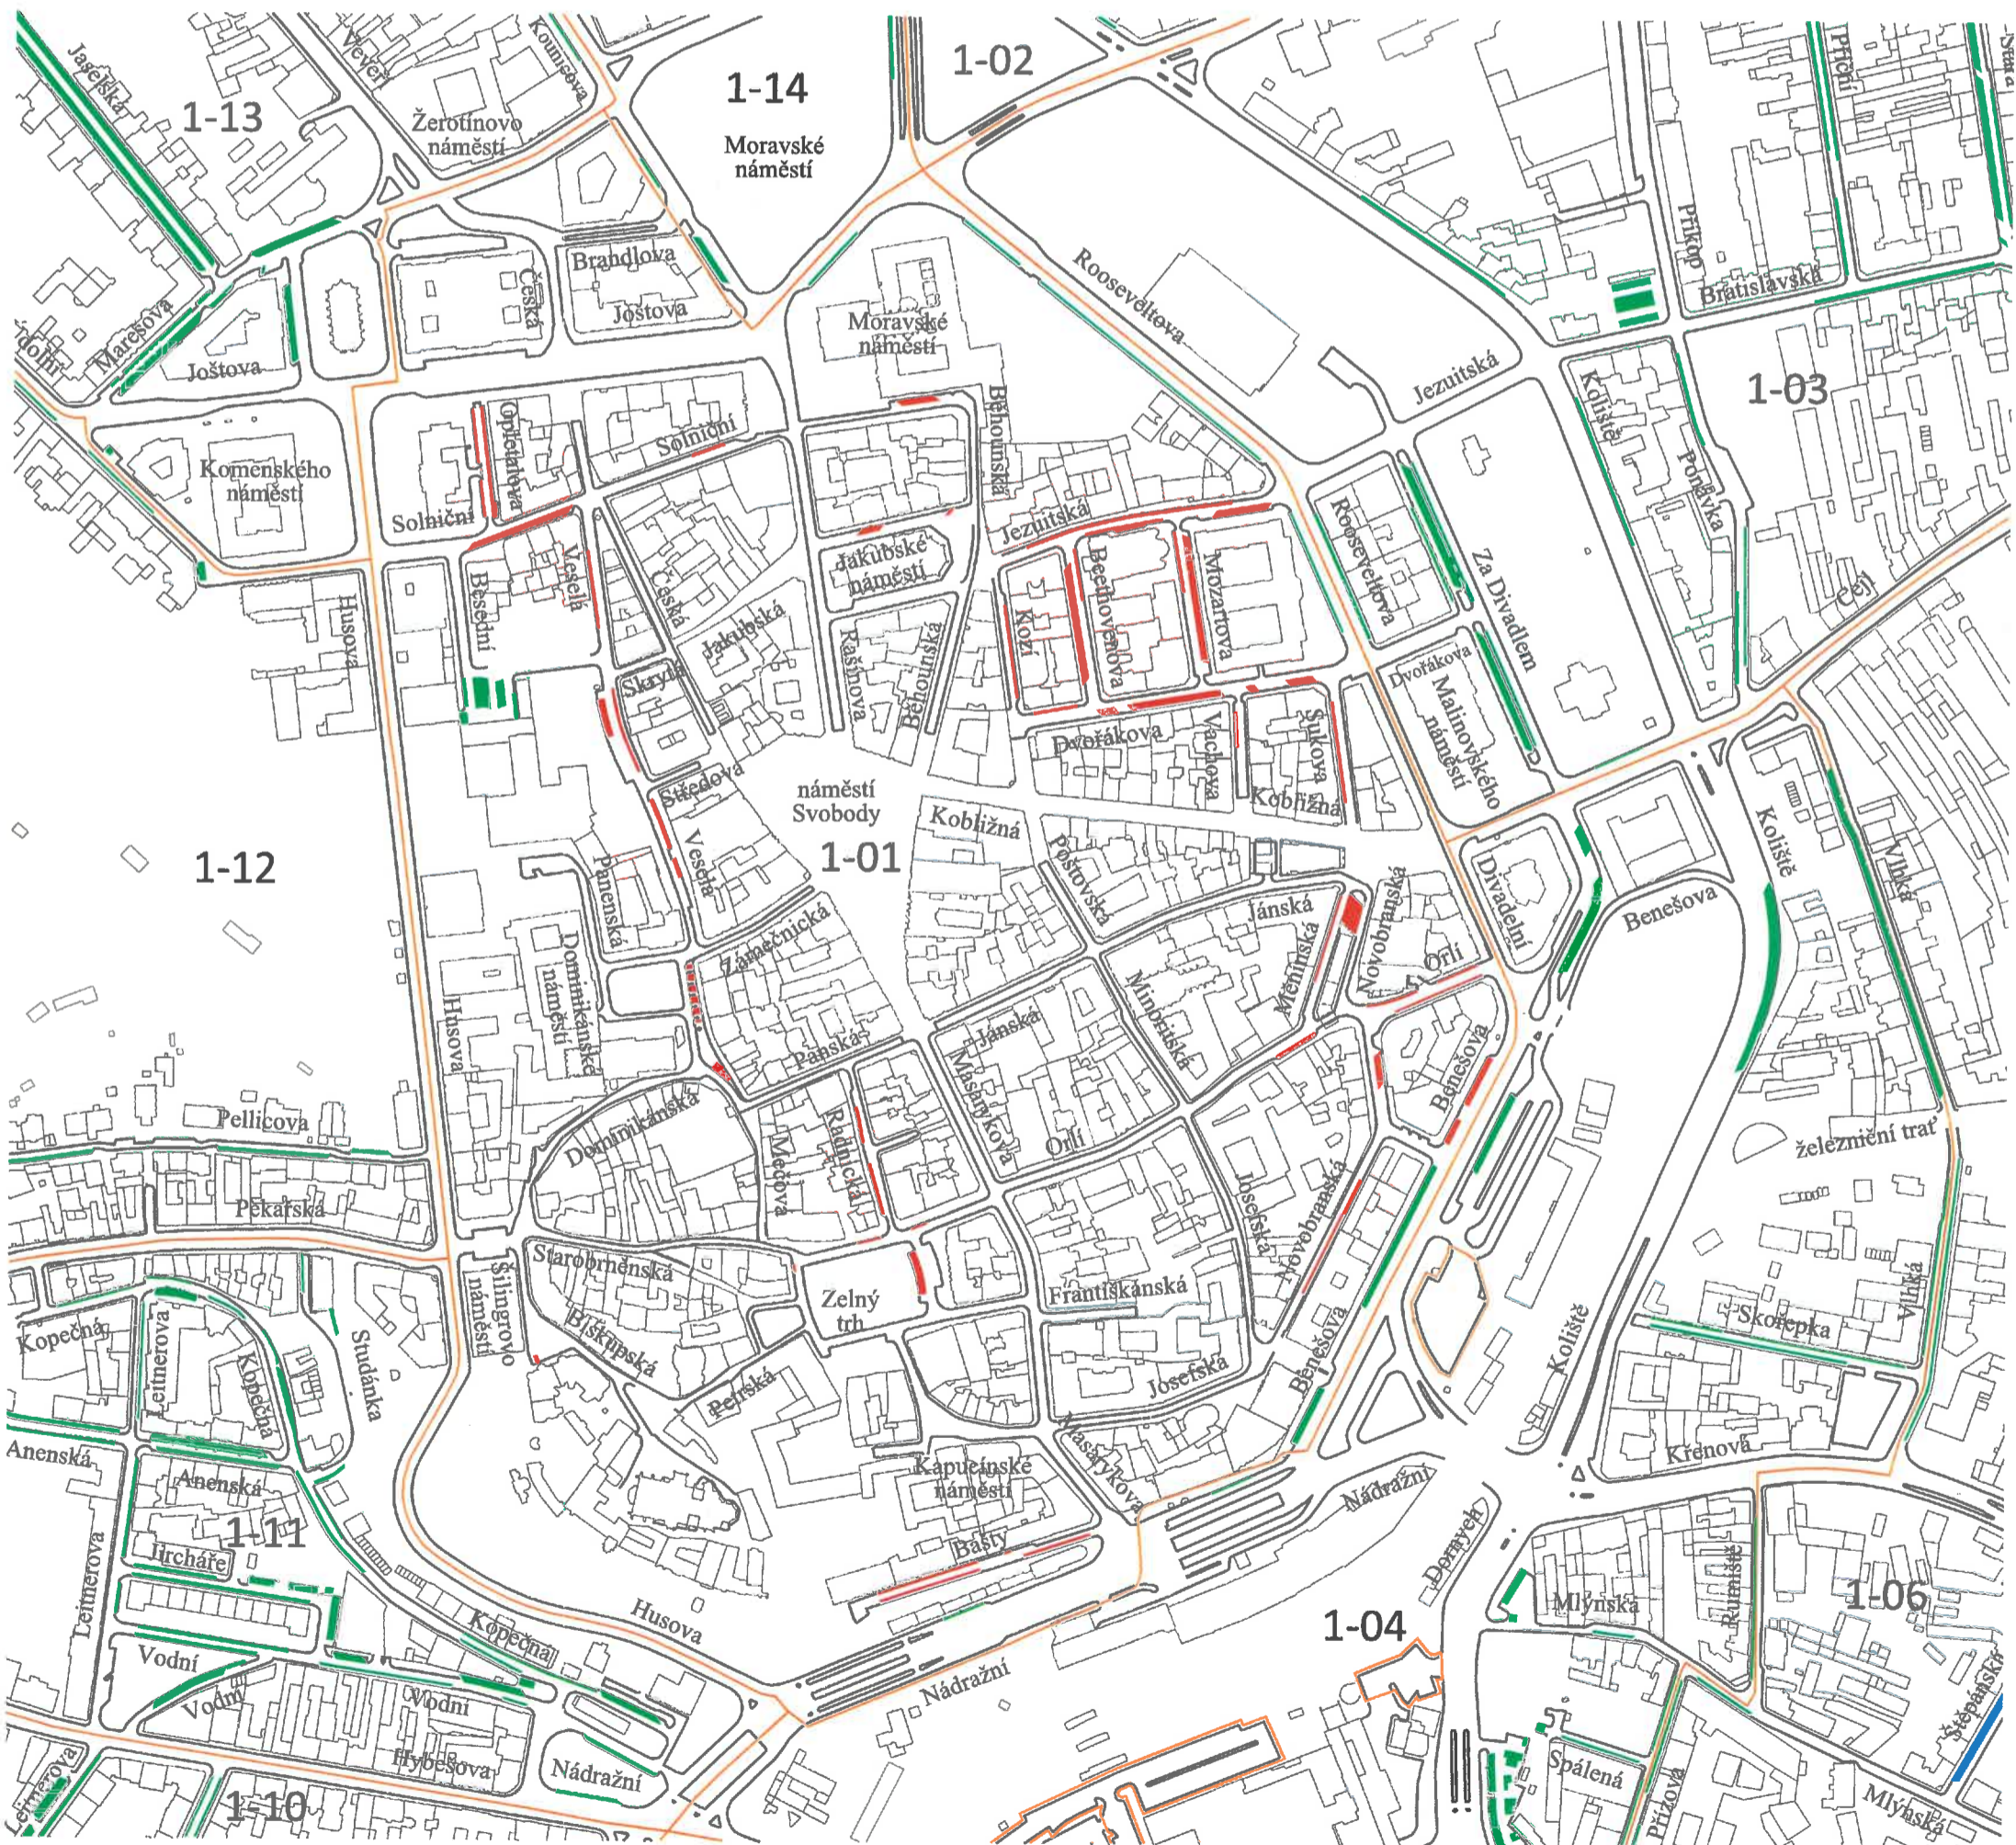 Jaselská
1-13
Veveří
Kounicova
Žerotínovo
náměstí
1-14
Moravské
náměstí
1-02
Příční
Příkop
Bratislavská
Brandlova
Česká
Joštova
Marešova
Joštova
Moravské
náměstí
Rooseveltova
Jezuitská
Koliště
1-03
Ponávka
Komenského
náměstí
Opletalova
Solniční
Solniční
Běhounská
Jezuitská
Jakubské
náměstí
Veselá
Besední
Česká
Jakubská
Husova
Rašínova
Běhounská
Kozí
Beethovenova
Mozartova
Rooseveltova
Za Divadlem
Cejl
Dvořákova
Malinovského
náměstí
Skrytá
Dvořákova
Vachova
Sukova
Kobližná
Středova
náměstí
Svobody
Kobližná
1-01
1-12
Veselá
Panenská
Poštovská
Jánská
Novobranská
Divadelní
Benešova
Koliště
Vlhká
Zámečnická
Dominikánské
náměstí
Měnínská
Orlí
Minoritská
Husova
Jánská
Panská
Masarykova
Benešova
Pellicova
Dominikánská
Mečova
Radnická
Orlí
železniční trať
Pekařská
Josefská
Novobranská
Starobrněnská
Šilingrovo
náměstí
Zelný
trh
Františkánská
Biskupská
Petrská
Josefská
Benešova
Koliště
Skořepka
Vlhká
Kopečná
Leitnerova
Kopečná
Studánka
Anenská
Anenská
Kapucínské
náměstí
Masarykova
Nádražní
Křenová
Dornych
1-11
Jircháře
Leitnerova
Bašty
Husova
Kopečná
Vodní
Vodní
Vodní
Nádražní
1-04
Mlýnská
Rumiště
1-06
Štěpánská
Hybešova
Nádražní
Leitnerova
1-10
Spálená
Přízova
Mlýnská